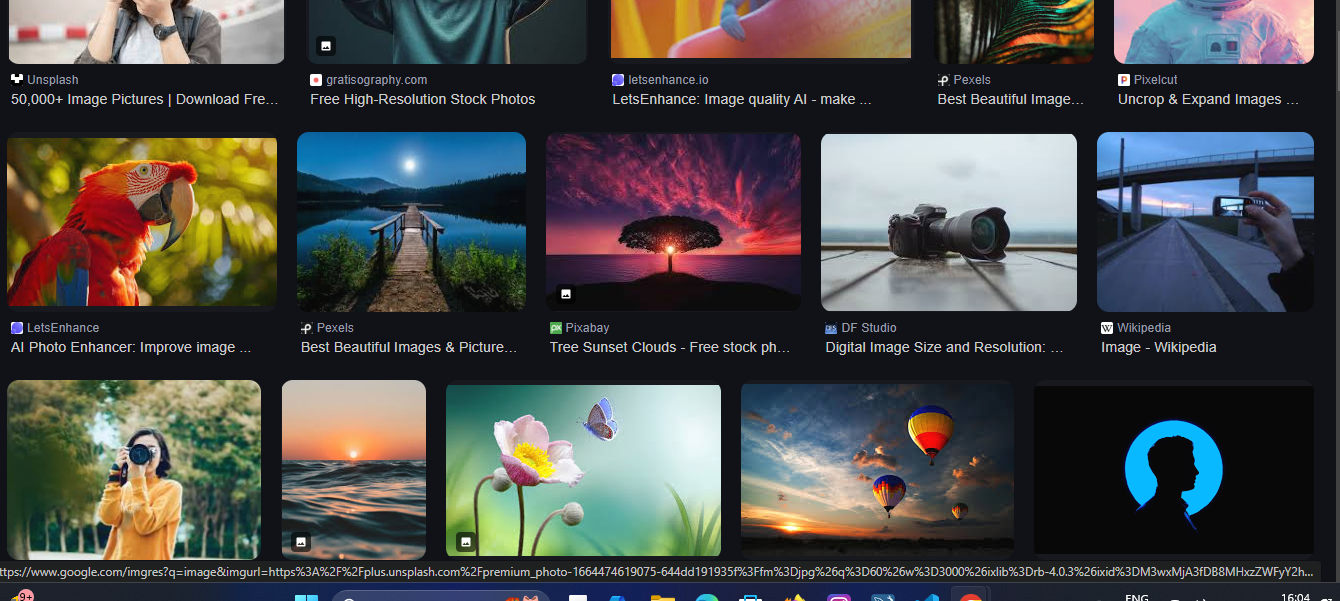 Unsplash
50,000+ Image Pictures | Download Fre...
gratisography.com
Free High-Resolution Stock Photos
letsenhance.io
LetsEnhance: Image quality AI - make ...
Pexels
Best Beautiful Image...
Pixelcut
Uncrop & Expand Images ...
LetsEnhance
AI Photo Enhancer: Improve image ...
Pexels
Best Beautiful Images & Picture...
px Pixabay
Tree Sunset Clouds - Free stock ph...
DF Studio
Digital Image Size and Resolution: ...
W Wikipedia
Image - Wikipedia
ttps://www.google.com/imgres?q=image&imgurl=https%3A%2F%2Fplus.unsplash.com%2Fpremium_photo-1664474619075-644dd191935f%3Ffm%3Djpg%26q%3D60%26w%3D3000%26ixlib%3Drb-4.0.3%26ixid%3DM3wxMjA3fDB8MHxzZWFyY2h...
9+
ENG
16:04